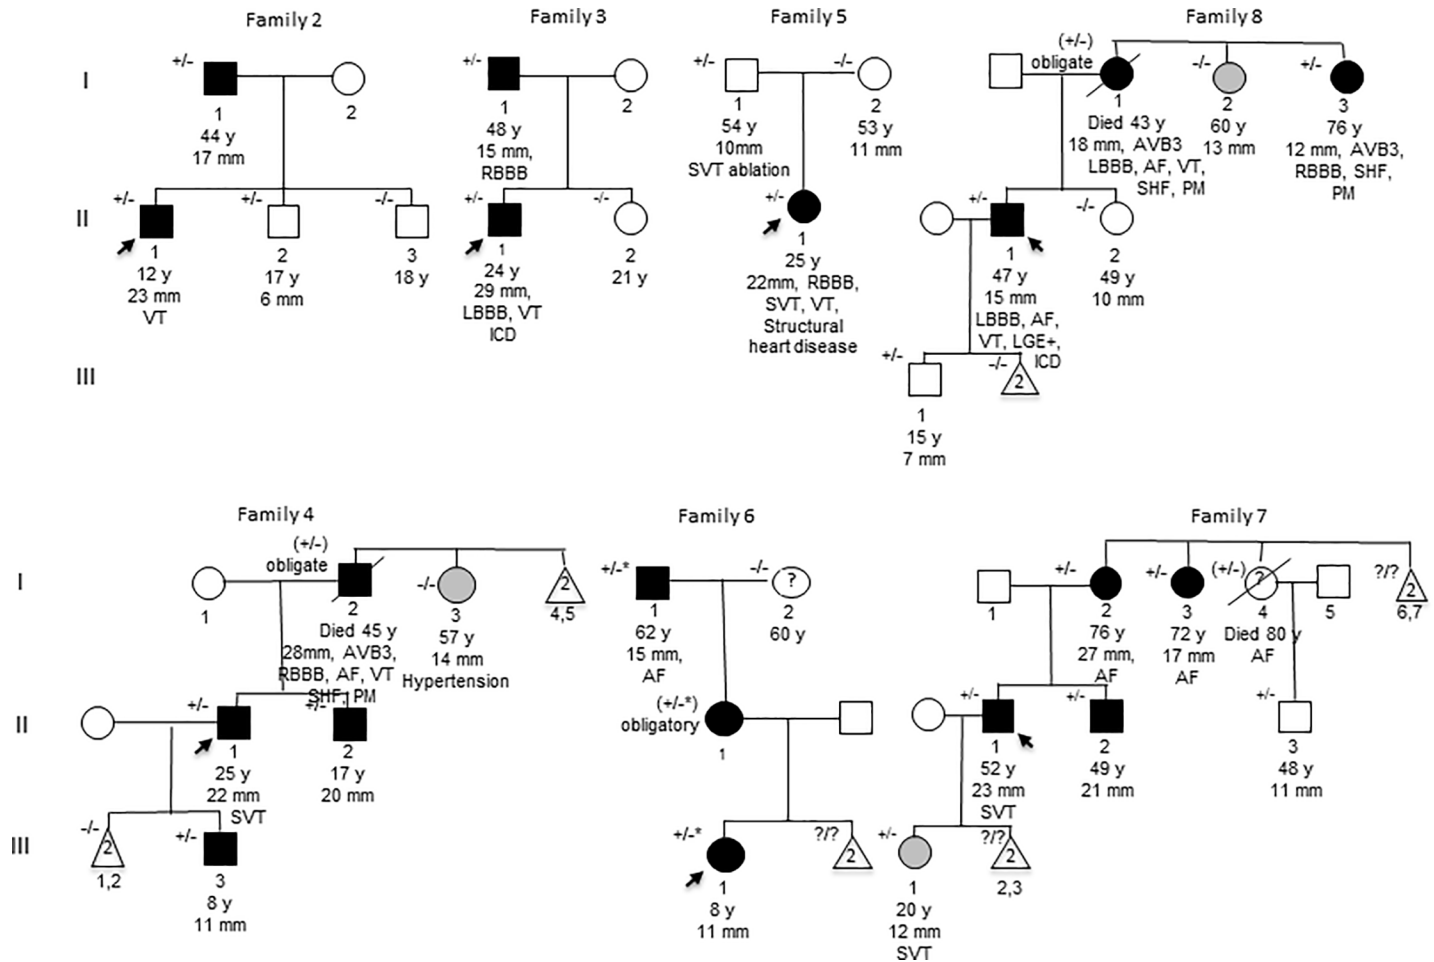 Family 2
Family 3
Family 5
Family 8
I
+/-
1
44 y
17 mm
2
+/-
1
48 y
15 mm,
RBBB
2
+/-
1
54 y
10mm
SVT ablation
-/-
2
53 y
11 mm
(+/-)
obligate
1
Died 43 y
18 mm, AVB3
LBBB, AF, VT,
SHF, PM
-/-
2
60 y
13 mm
+/-
3
76 y
12 mm, AVB3,
RBBB, SHF,
PM
II
+/-
1
12 y
23 mm
VT
+/-
2
17 y
6 mm
-/-
3
18 y
+/-
1
24 y
29 mm,
LBBB, VT
ICD
-/-
2
21 y
+/-
1
25 y
22mm, RBBB,
SVT, VT,
Structural
heart disease
+/-
1
47 y
15 mm
LBBB, AF,
VT, LGE+,
ICD
-/-
2
49 y
10 mm
III
+/-
1
15 y
7 mm
-/-
2
Family 4
Family 6
Family 7
I
1
(+/-)
obligate
2
Died 45 y
28mm, AVB3,
RBBB, AF, VT
SHF, PM
-/-
3
57 y
14 mm
Hypertension
2
4,5
+/-*
1
62 y
15 mm,
AF
-/-
?
2
60 y
1
+/-
2
76 y
27 mm,
AF
+/-
3
72 y
17 mm
AF
(+/-)
?
4
Died 80 y
AF
5
?/?
2
6,7
II
+/-
1
25 y
22 mm
SVT
+/-
2
17 y
20 mm
(+/-*)
obligatory
1
+/-
1
52 y
23 mm
SVT
+/-
2
49 y
21 mm
+/-
3
48 y
11 mm
III
-/-
2
1,2
+/-
3
8 y
11 mm
+/-*
1
8 y
11 mm
?/?
2
+/-
1
20 y
12 mm
SVT
?/?
2
2,3